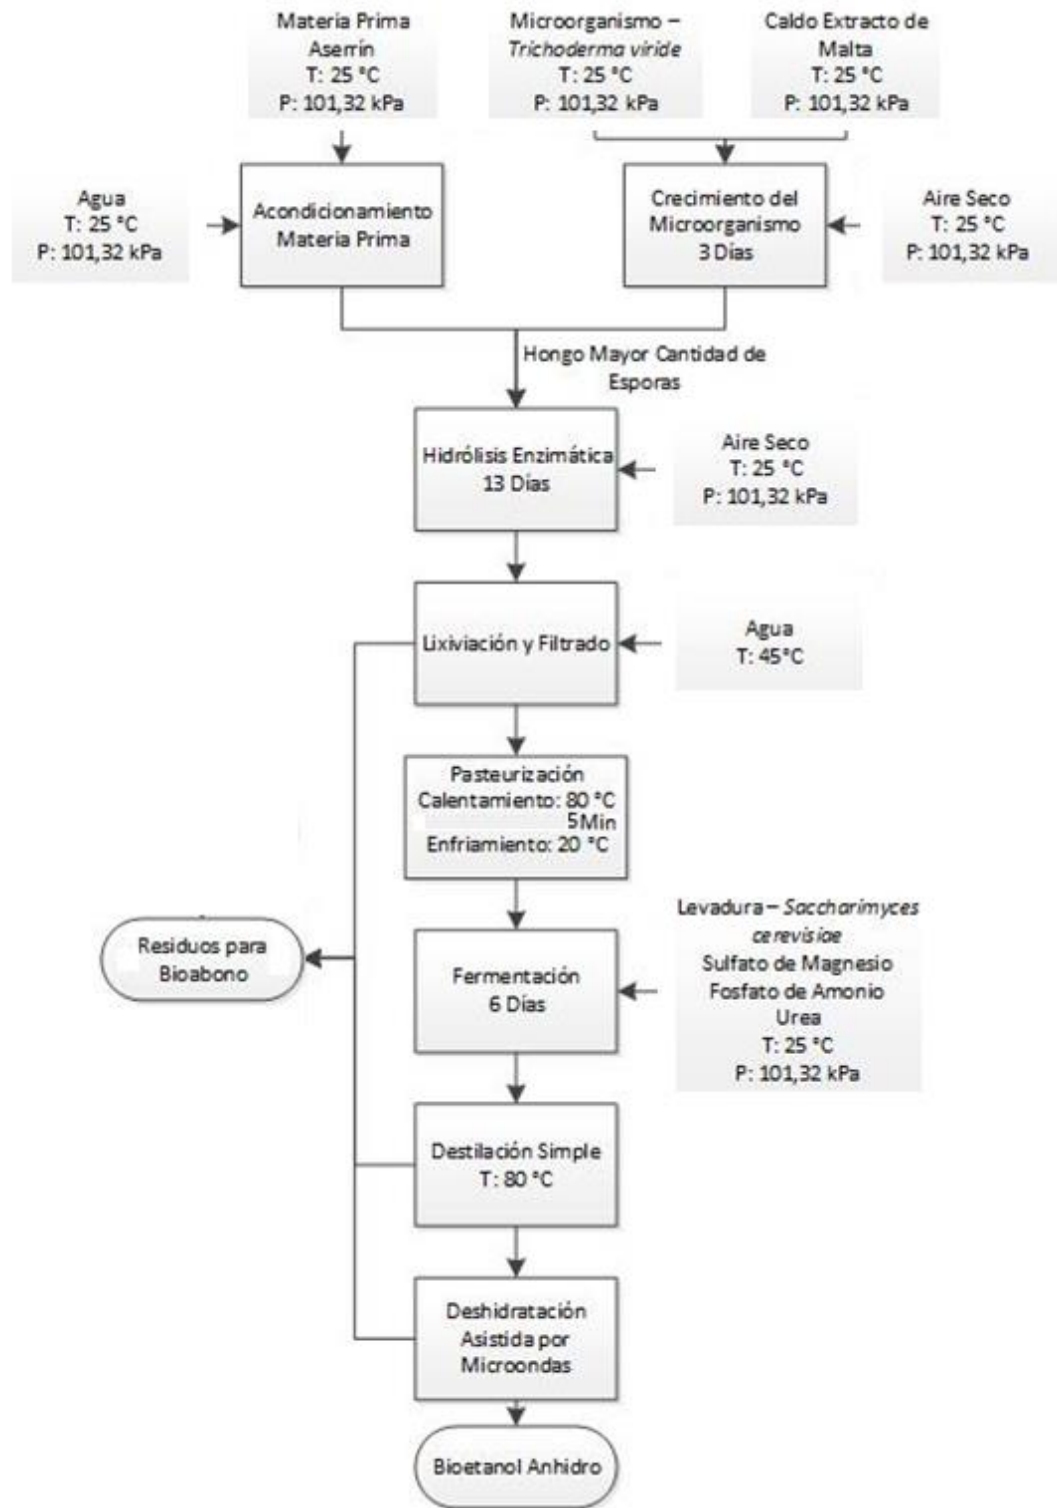 Materia Prima
Aserrín
T: 25 °C
P: 101,32 kPa
Microorganismo –
Trichoderma viride
T: 25 °C
P: 101,32 kPa
Caldo Extracto de
Malta
T: 25 °C
P: 101,32 kPa
Agua
T: 25 °C
P: 101,32 kPa
Acondicionamiento
Materia Prima
Crecimiento del
Microorganismo
3 Días
Aire Seco
T: 25 °C
P: 101,32 kPa
Hongo Mayor Cantidad de
Esporas
Hidrólisis Enzimática
13 Días
Aire Seco
T: 25 °C
P: 101,32 kPa
Lixiviación y Filtrado
Agua
T: 45°C
Pasteurización
Calentamiento: 80 °C
5 Min
Enfriamiento: 20 °C
Residuos para
Bioabono
Fermentación
6 Días
Levadura – Saccharimyces
cerevisiae
Sulfato de Magnesio
Fosfato de Amonio
Urea
T: 25 °C
P: 101,32 kPa
Destilación Simple
T: 80 °C
Deshidratación
Asistida por
Microondas
Bioetanol Anhidro